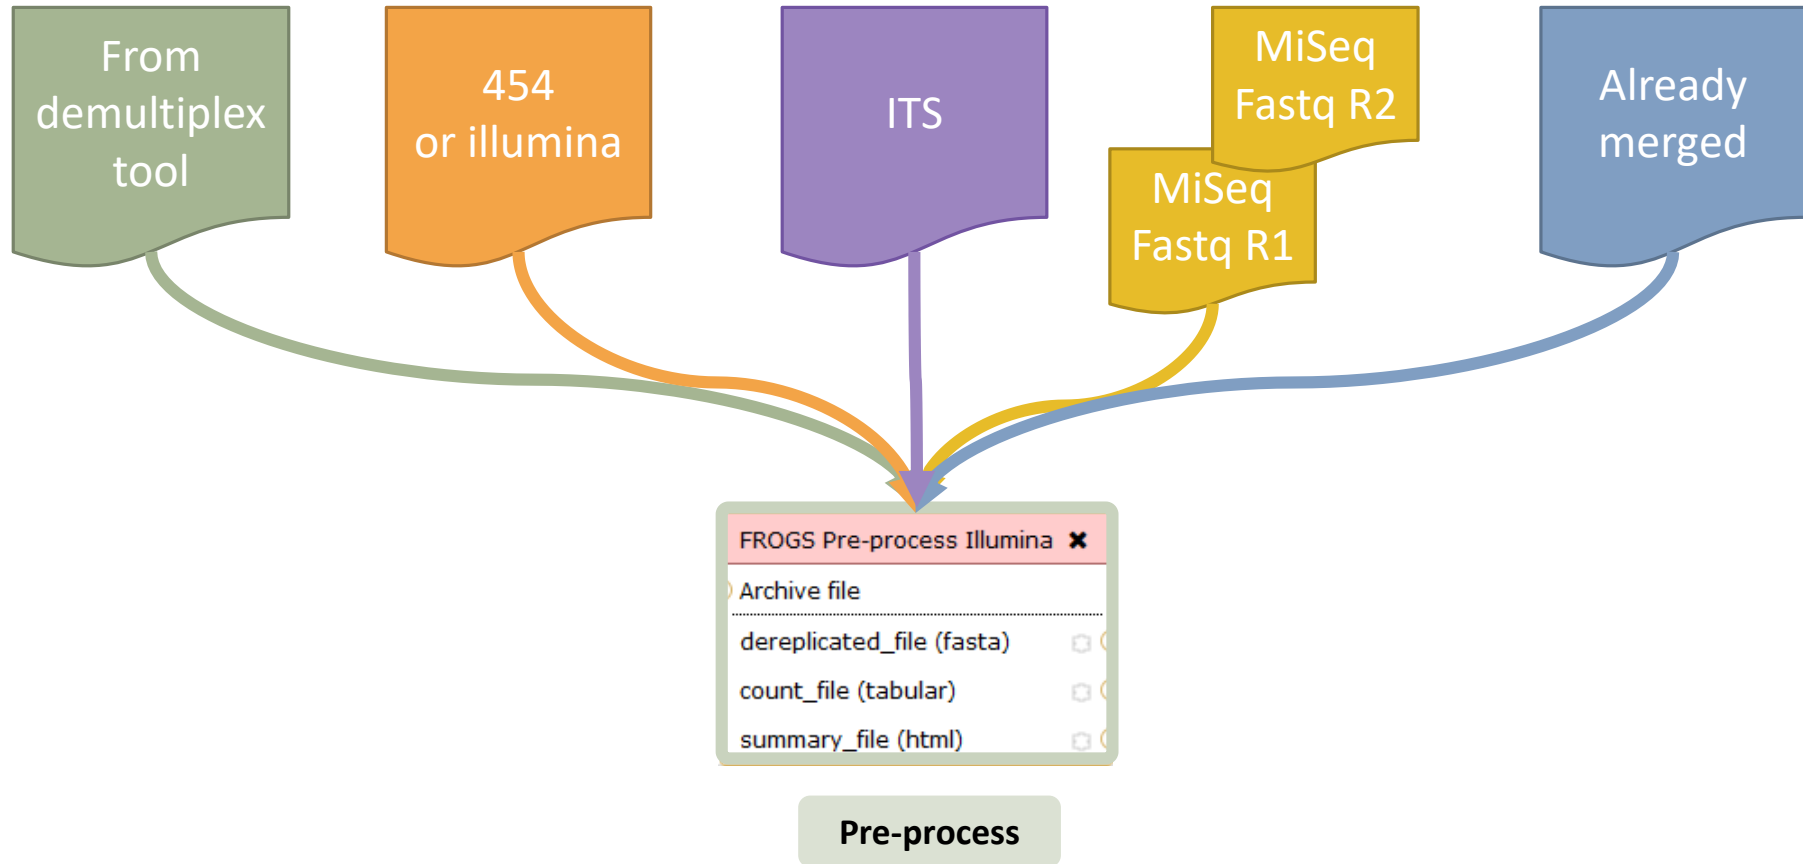 From
demultiplex
tool
454
or illumina
ITS
MiSeq
Fastq R2
MiSeq
Fastq R1
Already
merged
FROGS Pre-process Illumina ✖
Archive file
dereplicated_file (fasta)
count_file (tabular)
summary_file (html)
Pre-process